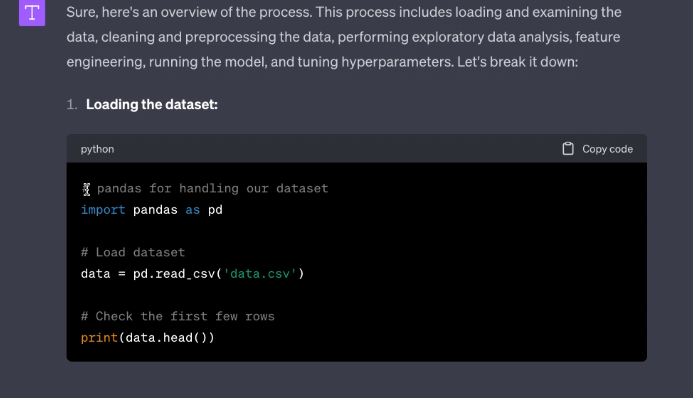 T
Sure, here's an overview of the process. This process includes loading and examining the
data, cleaning and preprocessing the data, performing exploratory data analysis, feature
engineering, running the model, and tuning hyperparameters. Let's break it down:
1. Loading the dataset:
python Copy code
# pandas for handling our dataset
import pandas as pd
# Load dataset
data = pd.read_csv('data.csv')
# Check the first few rows
print(data.head())